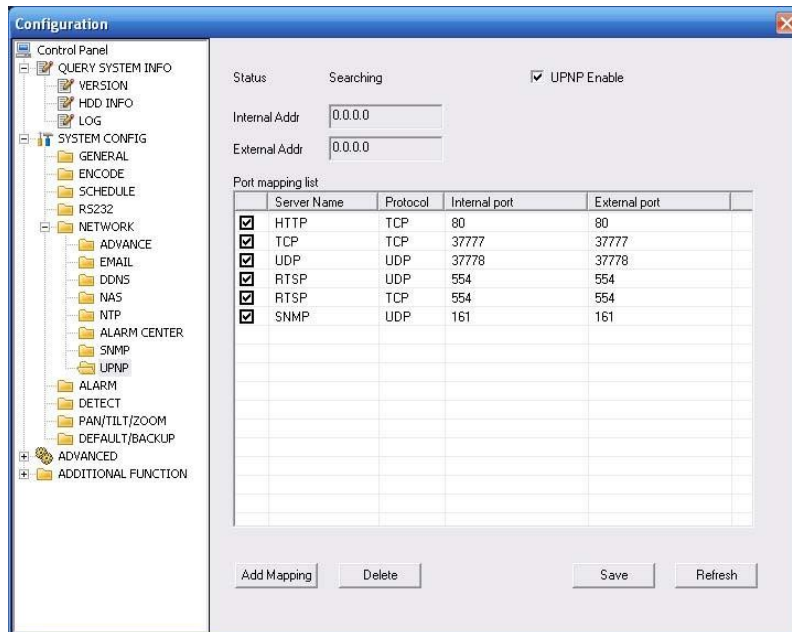 Configuration
Control Panel
QUERY SYSTEM INFO
VERSION
HDD INFO
LOG
SYSTEM CONFIG
GENERAL
ENCODE
SCHEDULE
RS232
NETWORK
ADVANCE
EMAIL
DDNS
NAS
NTP
ALARM CENTER
SNMP
UPNP
ALARM
DETECT
PAN/TILT/ZOOM
DEFAULT/BACKUP
ADVANCED
ADDITIONAL FUNCTION
Status Searching UPNP Enable
Internal Addr 0.0.0.0
External Addr 0.0.0.0
Port mapping list
Server Name Protocol Internal port External port
HTTP TCP 80 80
TCP TCP 37777 37777
UDP UDP 37778 37778
RTSP UDP 554 554
RTSP TCP 554 554
SNMP UDP 161 161
Add Mapping Delete Save Refresh